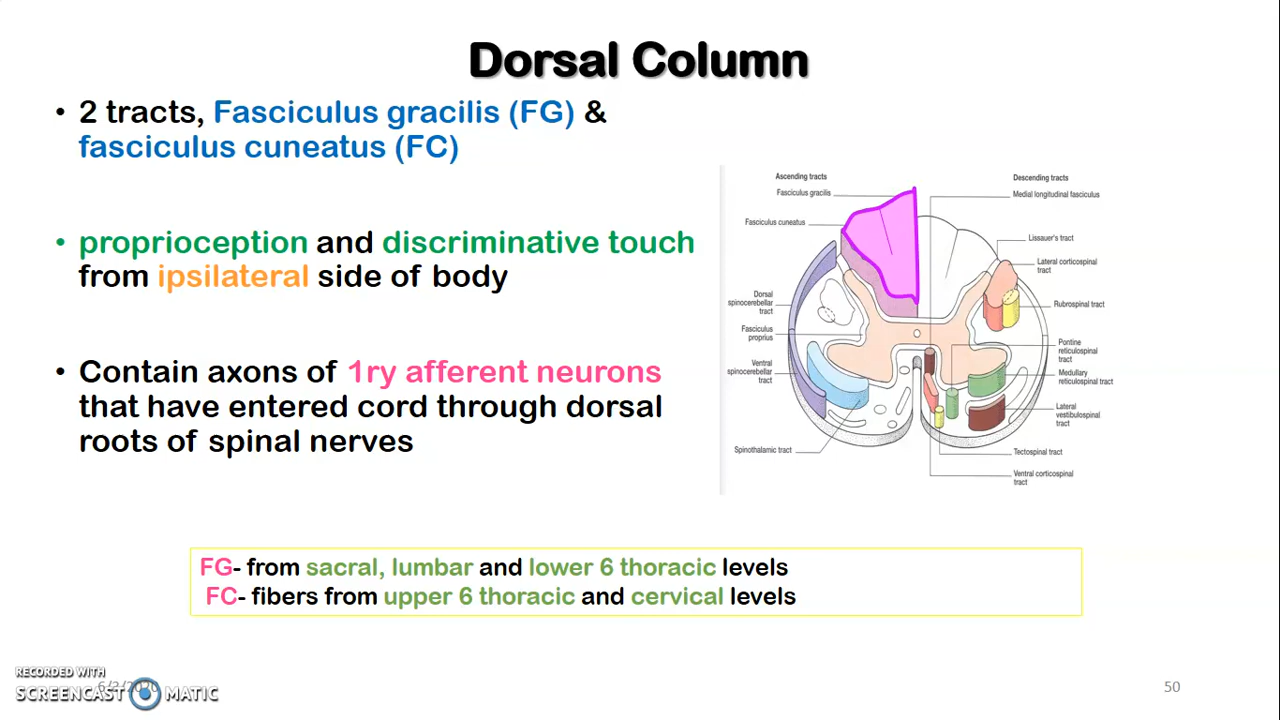 Dorsal Column
• 2 tracts, Fasciculus gracilis (FG) &
fasciculus cuneatus (FC)
• proprioception and discriminative touch
from ipsilateral side of body
• Contain axons of 1ry afferent neurons
that have entered cord through dorsal
roots of spinal nerves
Ascending tracts
Fasciculus gracilis
Fasciculus cuneatus
Dorsal
spinocerebellar
tract
Fasciculus
proprius
Ventral
spinocerebellar
tract
Spinothalamic tract
Descending tracts
Medial longitudinal fasciculus
Lissauer's tract
Lateral corticospinal
tract
Rubrospinal tract
Pontine
reticulospinal
tract
Medullary
reticulospinal tract
Lateral
vestibulospinal
tract
Tectospinal tract
Ventral corticospinal
tract
FG- from sacral, lumbar and lower 6 thoracic levels
FC- fibers from upper 6 thoracic and cervical levels
RECORDED WITH
SCREENCAST MATIC
50